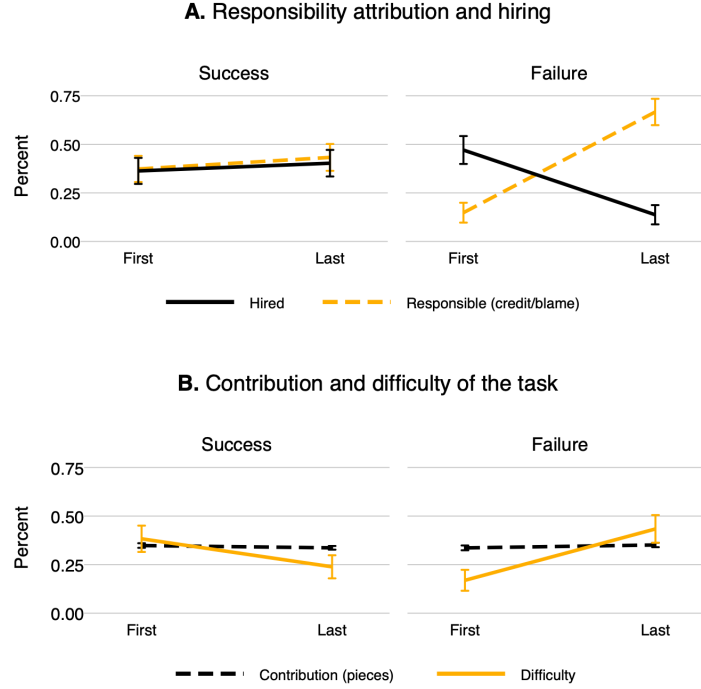 A. Responsibility attribution and hiring
Success
Failure
Percent
0.75
0.50
0.25
0.00
First
Last
First
Last
Hired
Responsible (credit/blame)
B. Contribution and difficulty of the task
Success
Failure
Percent
0.75
0.50
0.25
0.00
First
Last
First
Last
Contribution (pieces)
Difficulty